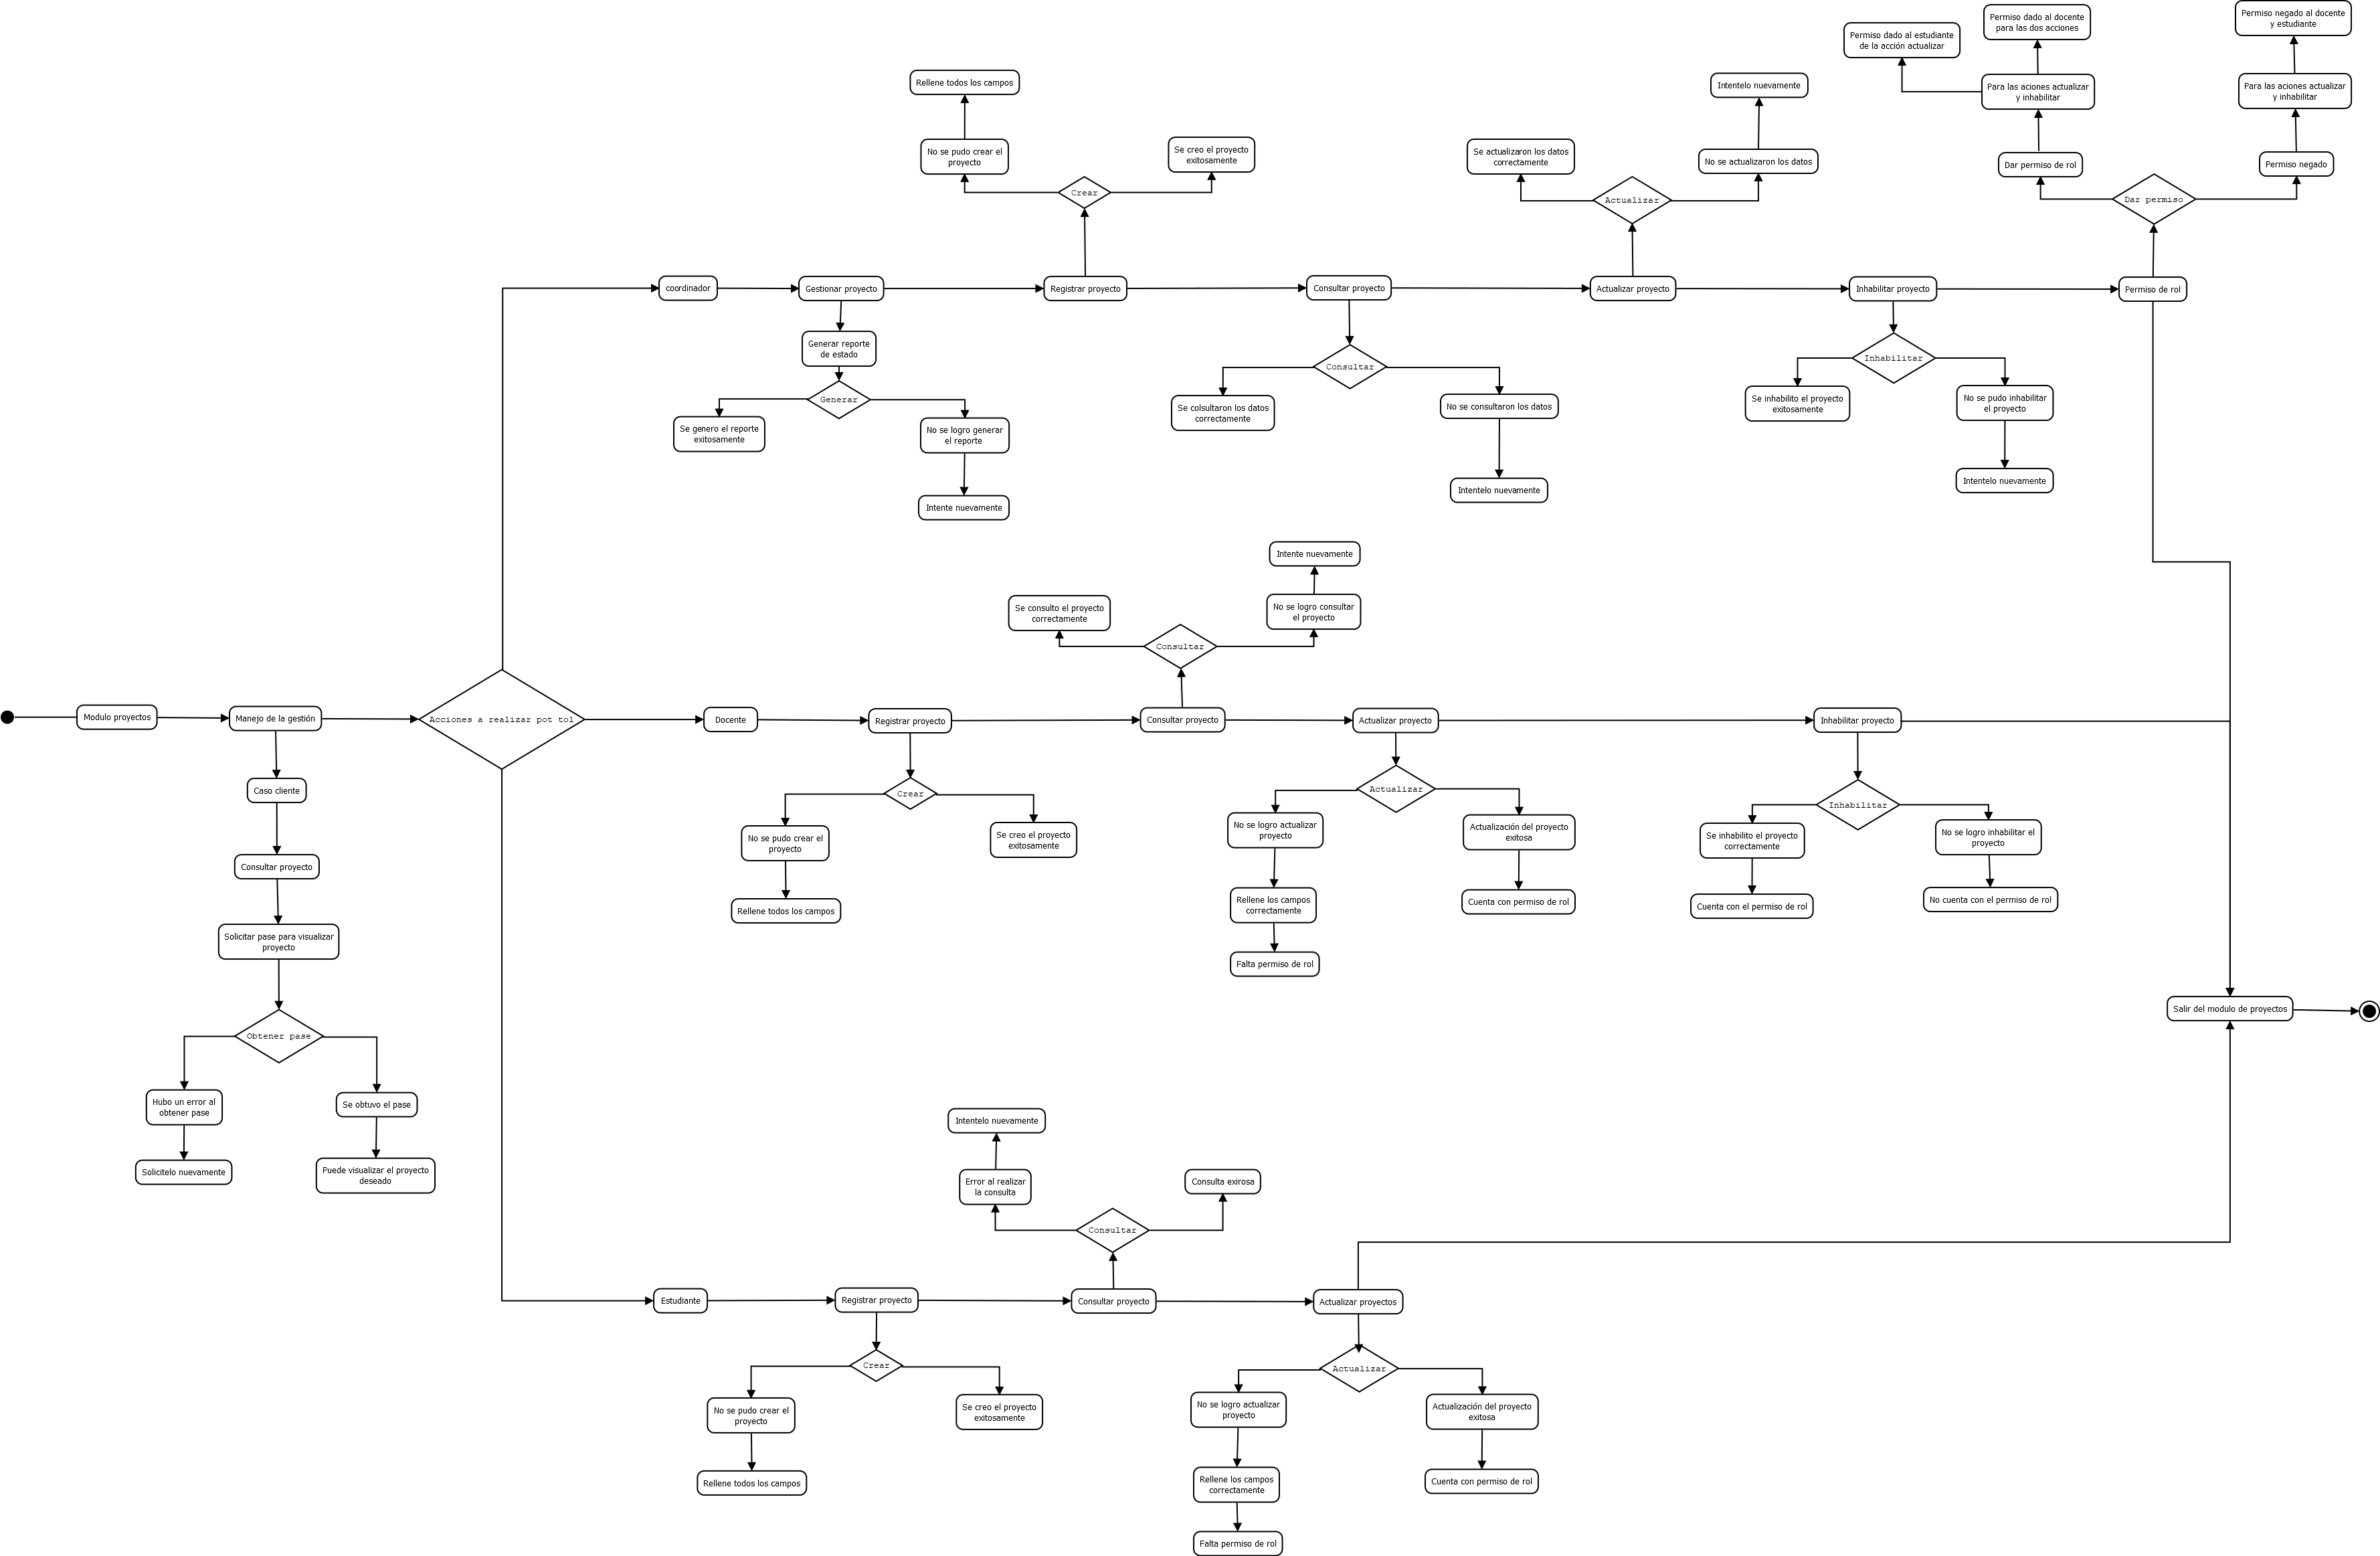 Permiso negado al docente
y estudiante
Permiso dado al docente
para las dos acciones
Permiso dado al estudiante
de la acción actualizar
Para las aciones actualizar
y inhabilitar
Para las aciones actualizar
y inhabilitar
Dar permiso de rol
Permiso negado
Dar permiso
Rellene todos los campos
No se pudo crear el
proyecto
Se creo el proyecto
exitosamente
Crear
Intentelo nuevamente
Se actualizaron los datos
correctamente
No se actualizaron los datos
Actualizar
coordinador
Gestionar proyecto
Registrar proyecto
Consultar proyecto
Actualizar proyecto
Inhabilitar proyecto
Permiso de rol
Generar reporte
de estado
Generar
Se genero el reporte
exitosamente
No se logro generar
el reporte
Intente nuevamente
Consultar
Se colsultaron los datos
correctamente
No se consultaron los datos
Intentelo nuevamente
Inhabilitar
Se inhabilito el proyecto
exitosamente
No se pudo inhabilitar
el proyecto
Intentelo nuevamente
Intente nuevamente
Se consulto el proyecto
correctamente
No se logro consultar
el proyecto
Consultar
Modulo proyectos
Manejo de la gestión
Acciones a realizar pot tol
Docente
Registrar proyecto
Consultar proyecto
Actualizar proyecto
Inhabilitar proyecto
Caso cliente
Consultar proyecto
Solicitar pase para visualizar
proyecto
Obtener pase
Hubo un error al
obtener pase
Se obtuvo el pase
Solicitelo nuevamente
Puede visualizar el proyecto
deseado
Crear
No se pudo crear el
proyecto
Se creo el proyecto
exitosamente
Rellene todos los campos
Actualizar
No se logro actualizar
proyecto
Actualización del proyecto
exitosa
Rellene los campos
correctamente
Cuenta con permiso de rol
Falta permiso de rol
Inhabilitar
Se inhabilito el proyecto
correctamente
No se logro inhabilitar el
proyecto
Cuenta con el permiso de rol
No cuenta con el permiso de rol
Salir del modulo de proyectos
Intentelo nuevamente
Error al realizar
la consulta
Consulta exirosa
Consultar
Estudiante
Registrar proyecto
Consultar proyecto
Actualizar proyectos
Crear
No se pudo crear el
proyecto
Se creo el proyecto
exitosamente
Rellene todos los campos
Actualizar
No se logro actualizar
proyecto
Actualización del proyecto
exitosa
Rellene los campos
correctamente
Cuenta con permiso de rol
Falta permiso de rol